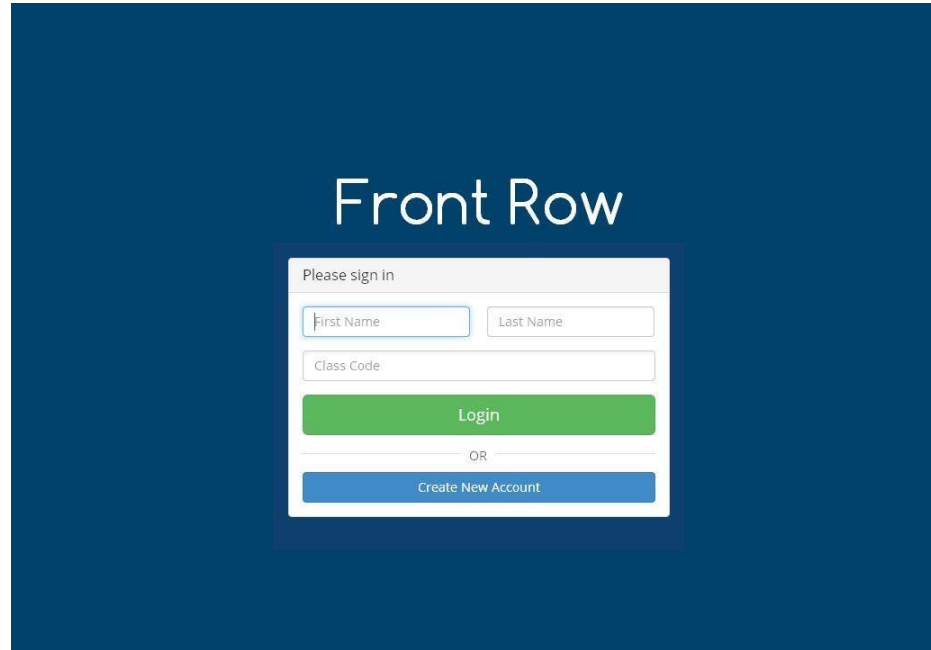 Front Row
Please sign in
First Name Last Name
Class Code
Login
OR
Create New Account